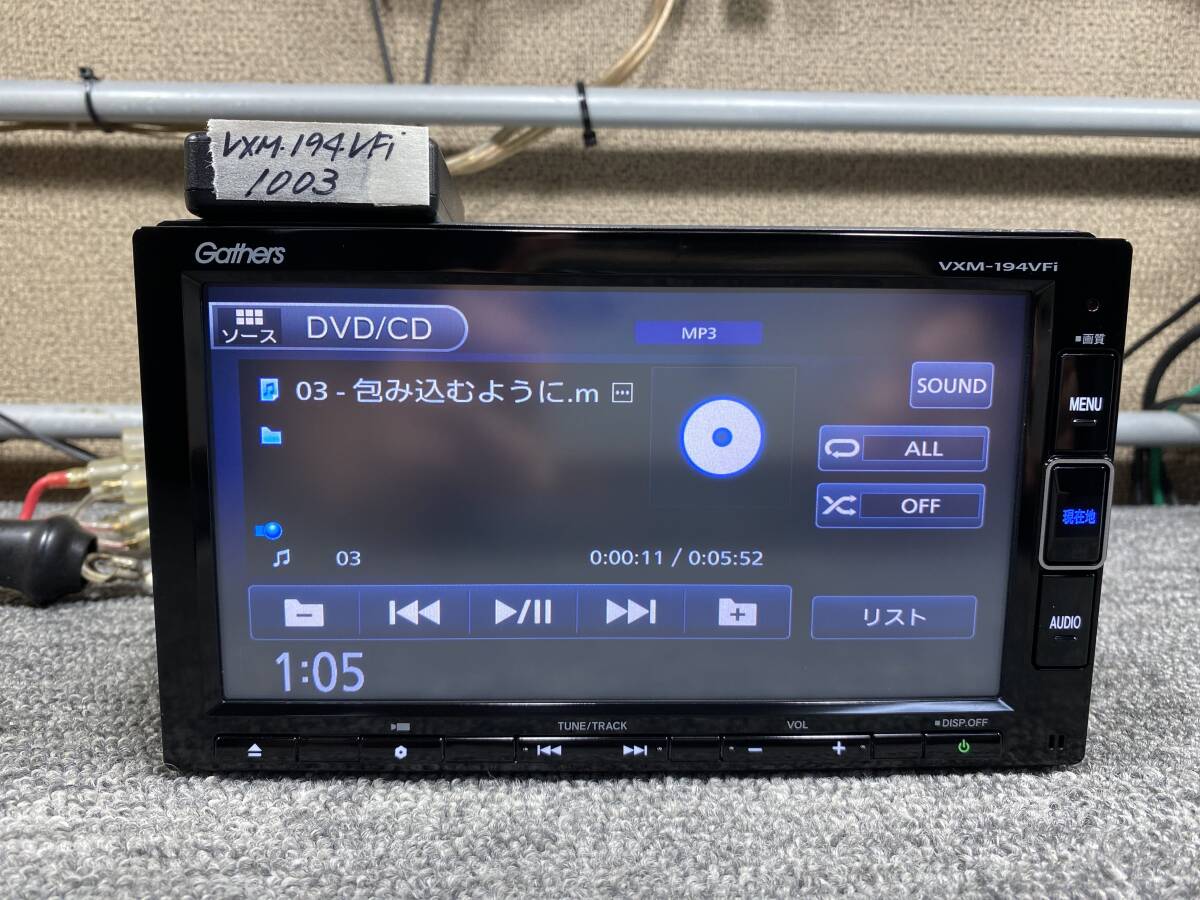 VXM-194VFi
1003
Gathers
VXM-194VFi
ソース
DVD/CD
MP3
■画質
03 - 包み込むように.m
SOUND
MENU
ALL
OFF
現在地
03
0:00:11 / 0:05:52
リスト
AUDIO
1:05
TUNE/TRACK
VOL
■DISP.OFF